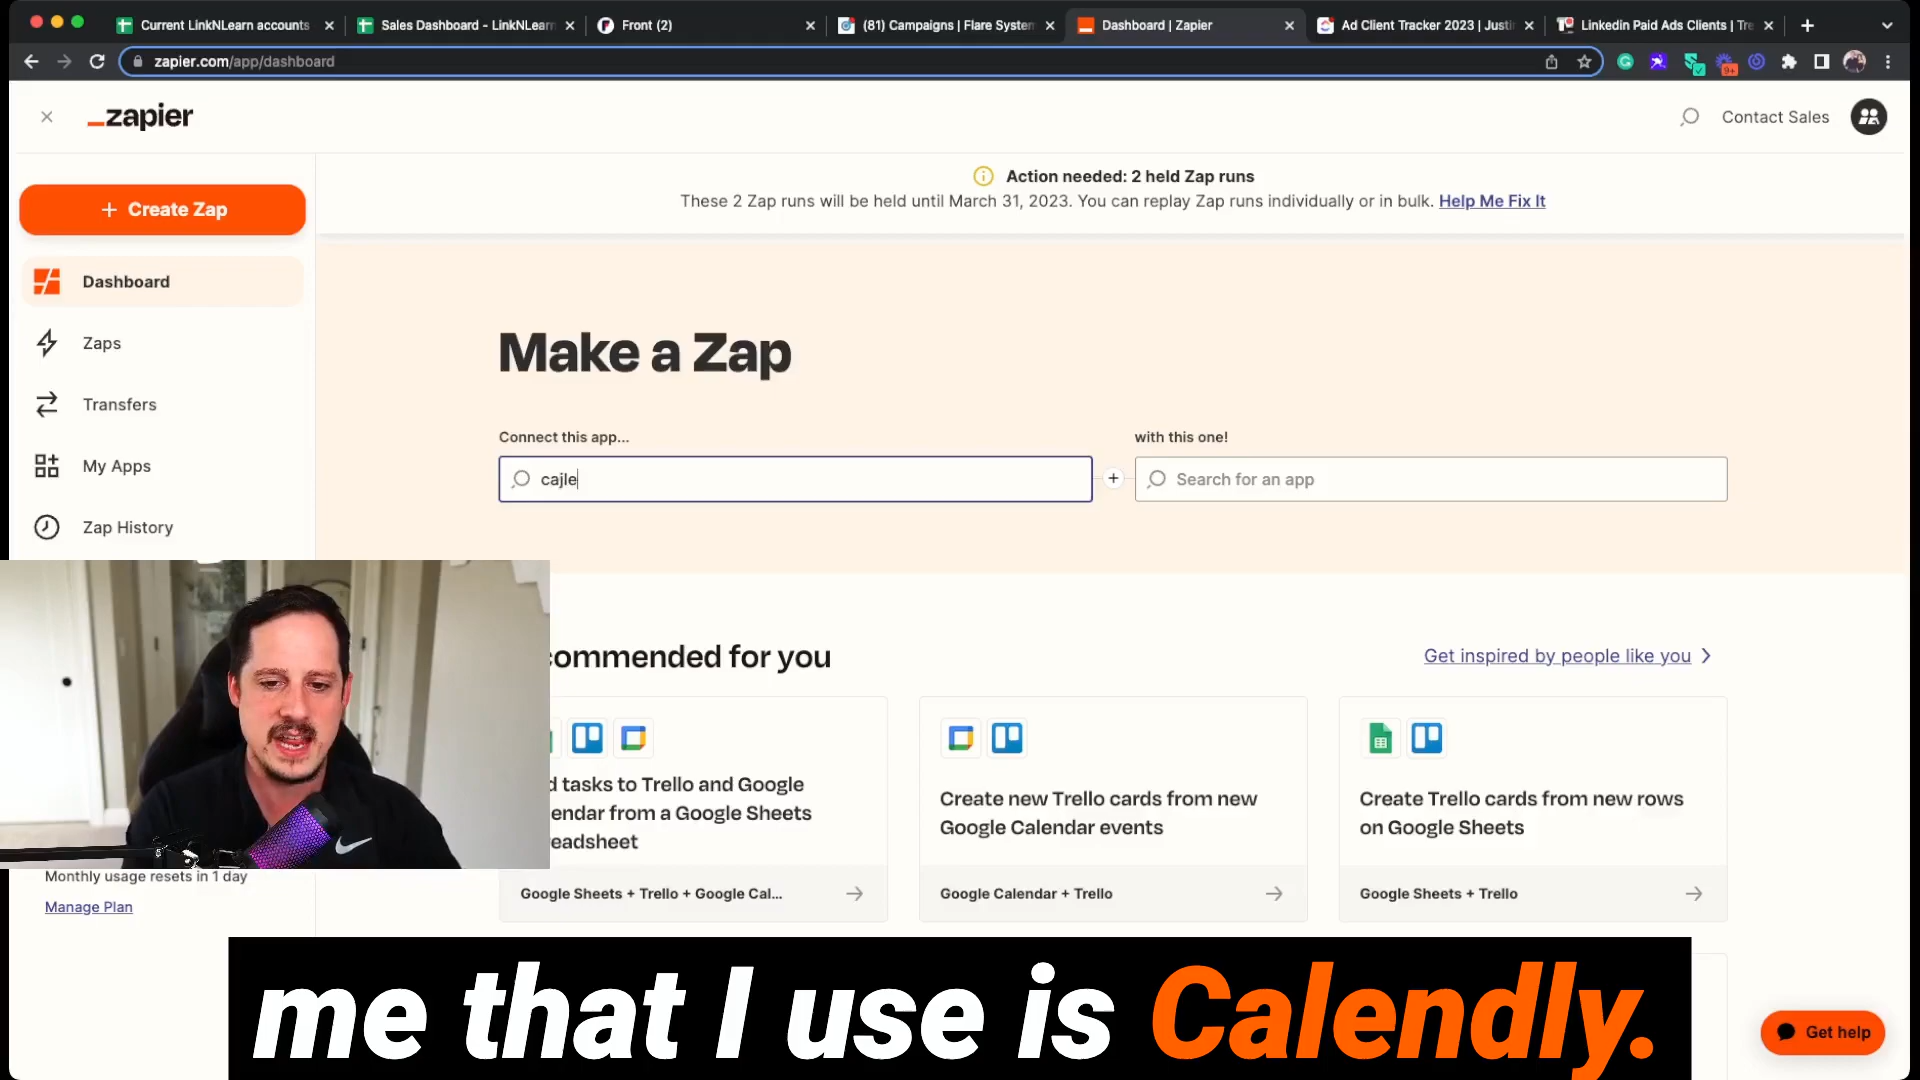 Current LinkNLearn accounts
Sales Dashboard - LinkNLearn
Front (2)
(81) Campaigns | Flare System
Dashboard | Zapier
Ad Client Tracker 2023 | Justin
Linkedin Paid Ads Clients | Tre
zapier.com/app/dashboard
9+
zapier
Contact Sales
Action needed: 2 held Zap runs
These 2 Zap runs will be held until March 31, 2023. You can replay Zap runs individually or in bulk. Help Me Fix It
+ Create Zap
Dashboard
Zaps
Transfers
My Apps
Zap History
Make a Zap
Connect this app...
with this one!
cajle
Search for an app
commended for you
Get inspired by people like you
d tasks to Trello and Google
endar from a Google Sheets
eadsheet
Google Sheets + Trello + Google Cal...
Create new Trello cards from new
Google Calendar events
Google Calendar + Trello
Create Trello cards from new rows
on Google Sheets
Google Sheets + Trello
Monthly usage resets in 1 day
Manage Plan
me that I use is Calendly.
Get help